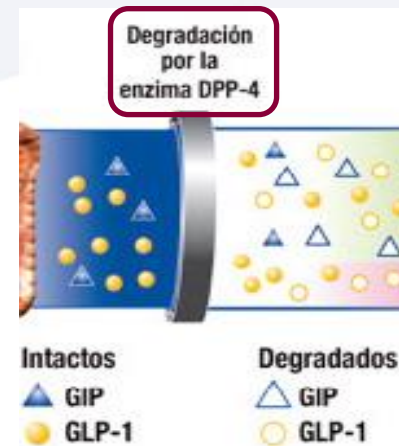 Degradación
por la
enzima DPP-4
Intactos
GIP
GLP-1
Degradados
GIP
GLP-1